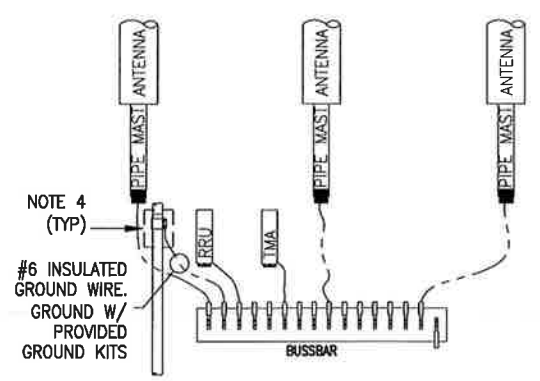 ANTENNA
ANTENNA
ANTENNA
PIPE MAST
PIPE MAST
PIPE MAST
NOTE 4
(TYP)
RRU
TMA
#6 INSULATED
GROUND WIRE.
GROUND W/
PROVIDED
GROUND KITS
BUSSBAR